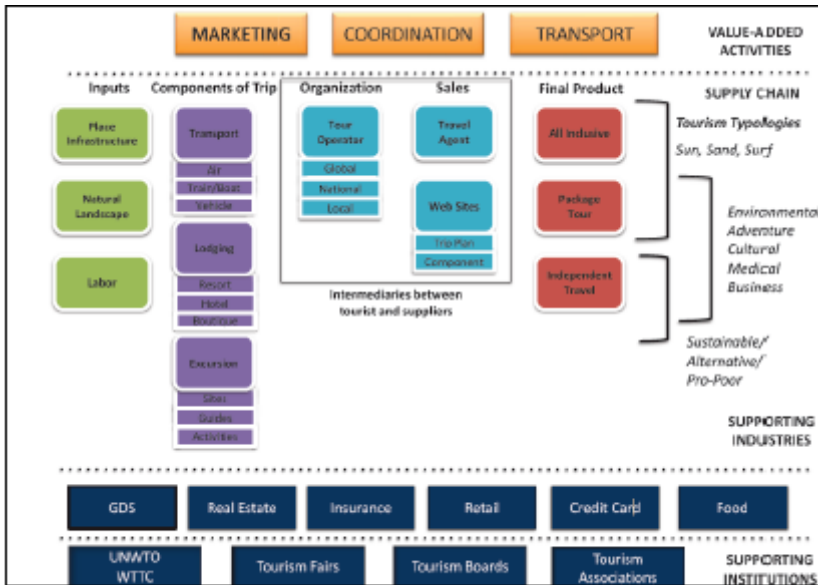 MARKETING
COORDINATION
TRANSPORT
VALUE-ADDED
ACTIVITIES
Inputs
Components of Trip
Organization
Sales
Final Product
SUPPLY CHAIN
Place
Infrastructure
Natural
Landscape
Labor
Transport
Air
Train/Boat
Vehicle
Lodging
Resort
Hotel
Boutique
Excursion
Sites
Guides
Activities
Tour
Operator
Global
National
Local
Travel
Agent
Web Sites
Trip Plan
Component
Intermediaries between
tourist and suppliers
All Inclusive
Package
Tour
Independent
Travel
Tourism Typologies
Sun, Sand, Surf
Environmental
Adventure
Cultural
Medical
Business
Sustainable/
Alternative/
Pro-Poor
SUPPORTING
INDUSTRIES
GDS
Real Estate
Insurance
Retail
Credit Card
Food
UNWTO
WTTC
Tourism Fairs
Tourism Boards
Tourism
Associations
SUPPORTING
INSTITUTIONS